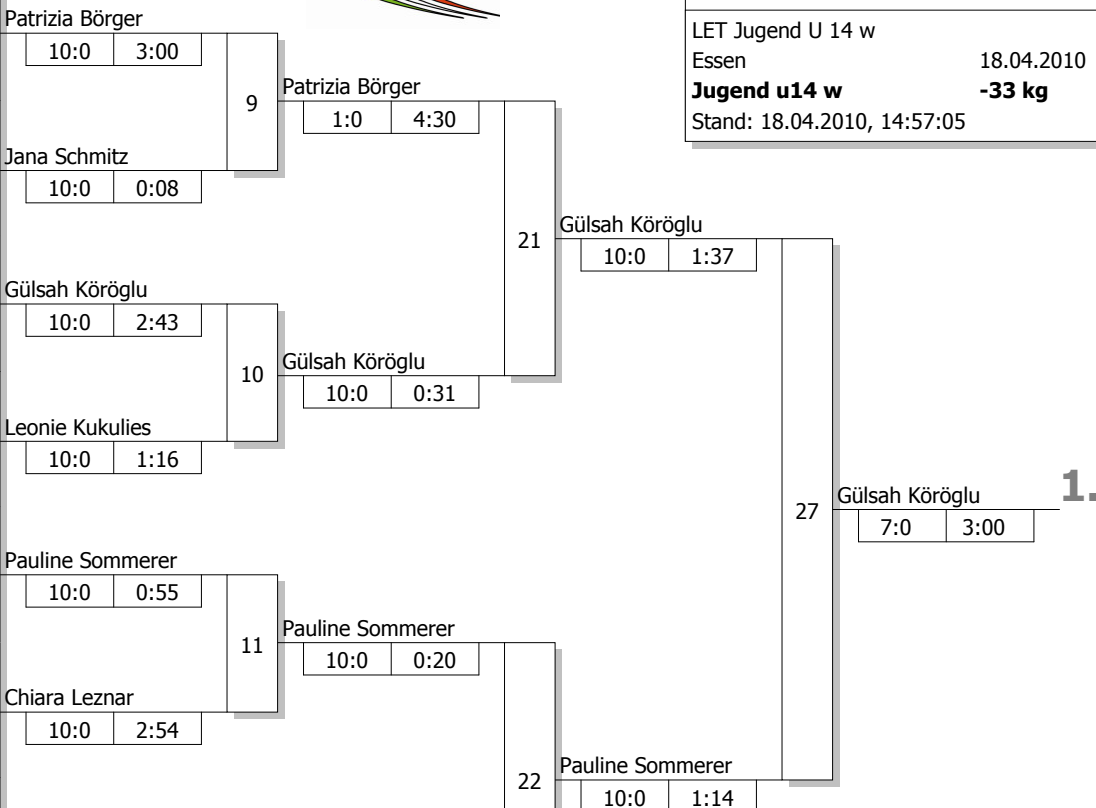 Patrizia Börger
10:0 3:00
LET Jugend U 14 w
Essen 18.04.2010
Jugend u14 w -33 kg
Stand: 18.04.2010, 14:57:05
9
Patrizia Börger
1:0 4:30
Jana Schmitz
10:0 0:08
21
Gülsah Köröglu
10:0 1:37
Gülsah Köröglu
10:0 2:43
10
Gülsah Köröglu
10:0 0:31
Leonie Kukulies
10:0 1:16
27
Gülsah Köröglu
1.
7:0 3:00
Pauline Sommerer
10:0 0:55
11
Pauline Sommerer
10:0 0:20
Chiara Leznar
10:0 2:54
22
Pauline Sommerer
10:0 1:14